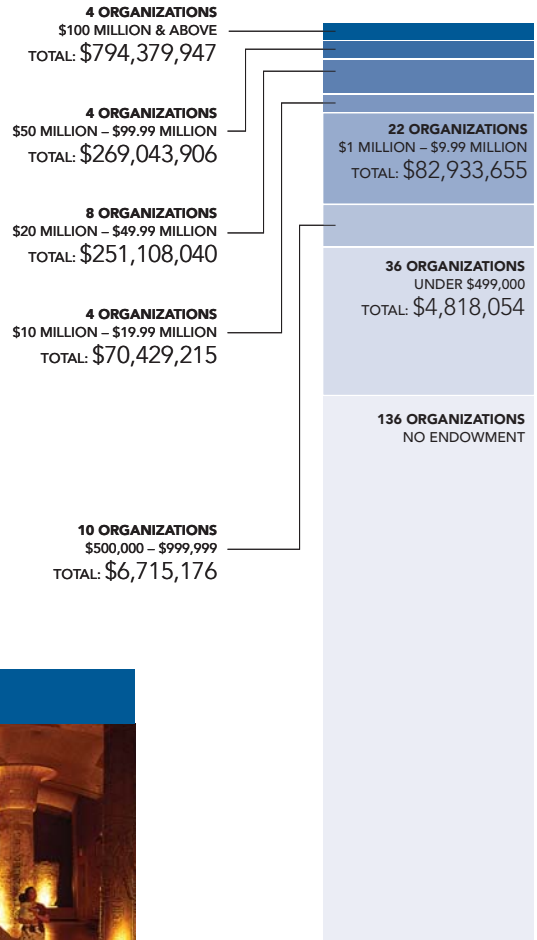 4 ORGANIZATIONS
$100 MILLION & ABOVE
TOTAL: $794,379,947
4 ORGANIZATIONS
$50 MILLION – $99.99 MILLION
TOTAL: $269,043,906
8 ORGANIZATIONS
$20 MILLION – $49.99 MILLION
TOTAL: $251,108,040
4 ORGANIZATIONS
$10 MILLION – $19.99 MILLION
TOTAL: $70,429,215
22 ORGANIZATIONS
$1 MILLION – $9.99 MILLION
TOTAL: $82,933,655
10 ORGANIZATIONS
$500,000 – $999,999
TOTAL: $6,715,176
36 ORGANIZATIONS
UNDER $499,000
TOTAL: $4,818,054
136 ORGANIZATIONS
NO ENDOWMENT